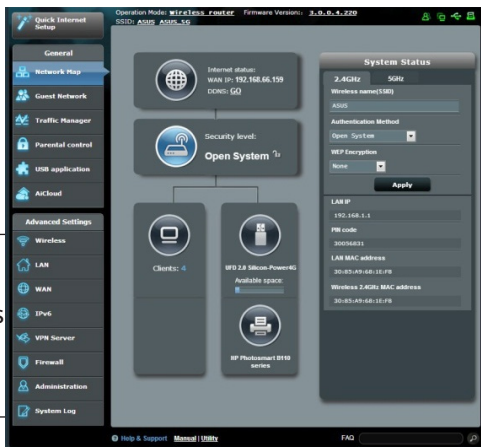 Quick Internet
Setup
Operation Mode: Wireless router Firmware Version: 3.0.0.4.220
SSID: ASUS ASUS_5G
General
Network Map
Guest Network
Traffic Manager
Parental control
USB application
AiCloud
Advanced Settings
Wireless
LAN
WAN
IPv6
VPN Server
Firewall
Administration
System Log
Internet status:
WAN IP: 192.168.66.159
DDNS: GO
Security level:
Open System
Clients: 4
UFD 2.0 Silicon-Power4G
Available space:
HP Photosmart B110
series
System Status
2.4GHz 5GHz
Wireless name(SSID)
ASUS
Authentication Method
Open System
WEP Encryption
None
Apply
LAN IP
192.168.1.1
PIN code
30056831
LAN MAC address
30:85:A9:68:1E:F8
Wireless 2.4GHz MAC address
30:85:A9:68:1E:F8
Help & Support Manual | Utility FAQ
S